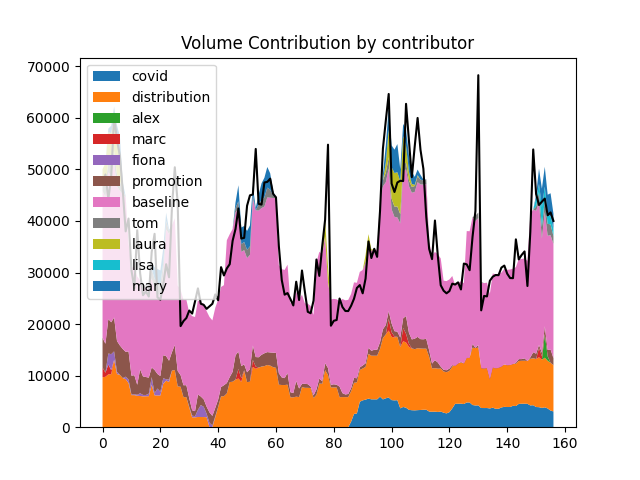 Volume Contribution by contributor
70000
60000
50000
40000
30000
20000
10000
0
covid
distribution
alex
marc
fiona
promotion
baseline
tom
laura
lisa
mary
0 20 40 60 80 100 120 140 160